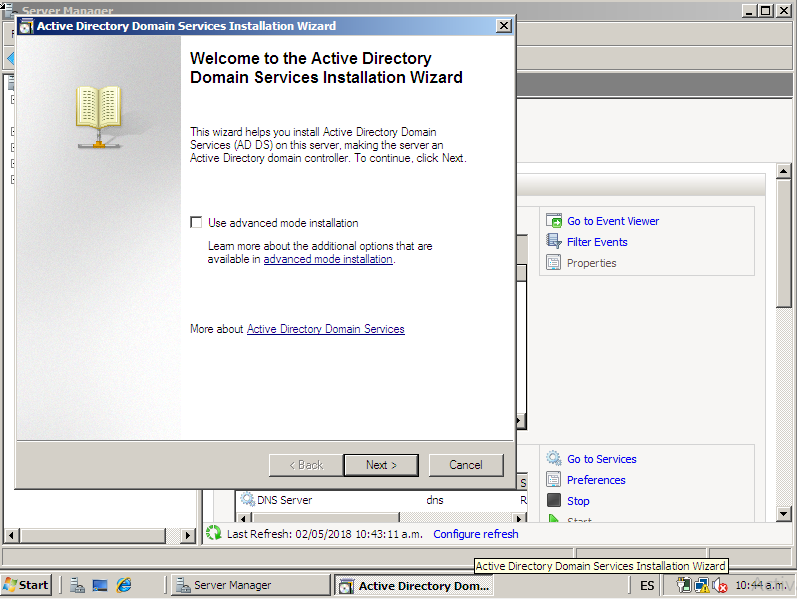 Server Manager
Active Directory Domain Services Installation Wizard
Welcome to the Active Directory
Domain Services Installation Wizard
This wizard helps you install Active Directory Domain
Services (AD DS) on this server, making the server an
Active Directory domain controller. To continue, click Next.
Use advanced mode installation
Learn more about the additional options that are
available in advanced mode installation.
More about Active Directory Domain Services
< Back
Next >
Cancel
Go to Event Viewer
Filter Events
Properties
Go to Services
Preferences
Stop
Start
S
DNS Server dns R
Last Refresh: 02/05/2018 10:43:11 a.m. Configure refresh
Active Directory Domain Services Installation Wizard
Start
Server Manager
Active Directory Dom...
ES
10:44 a.m.